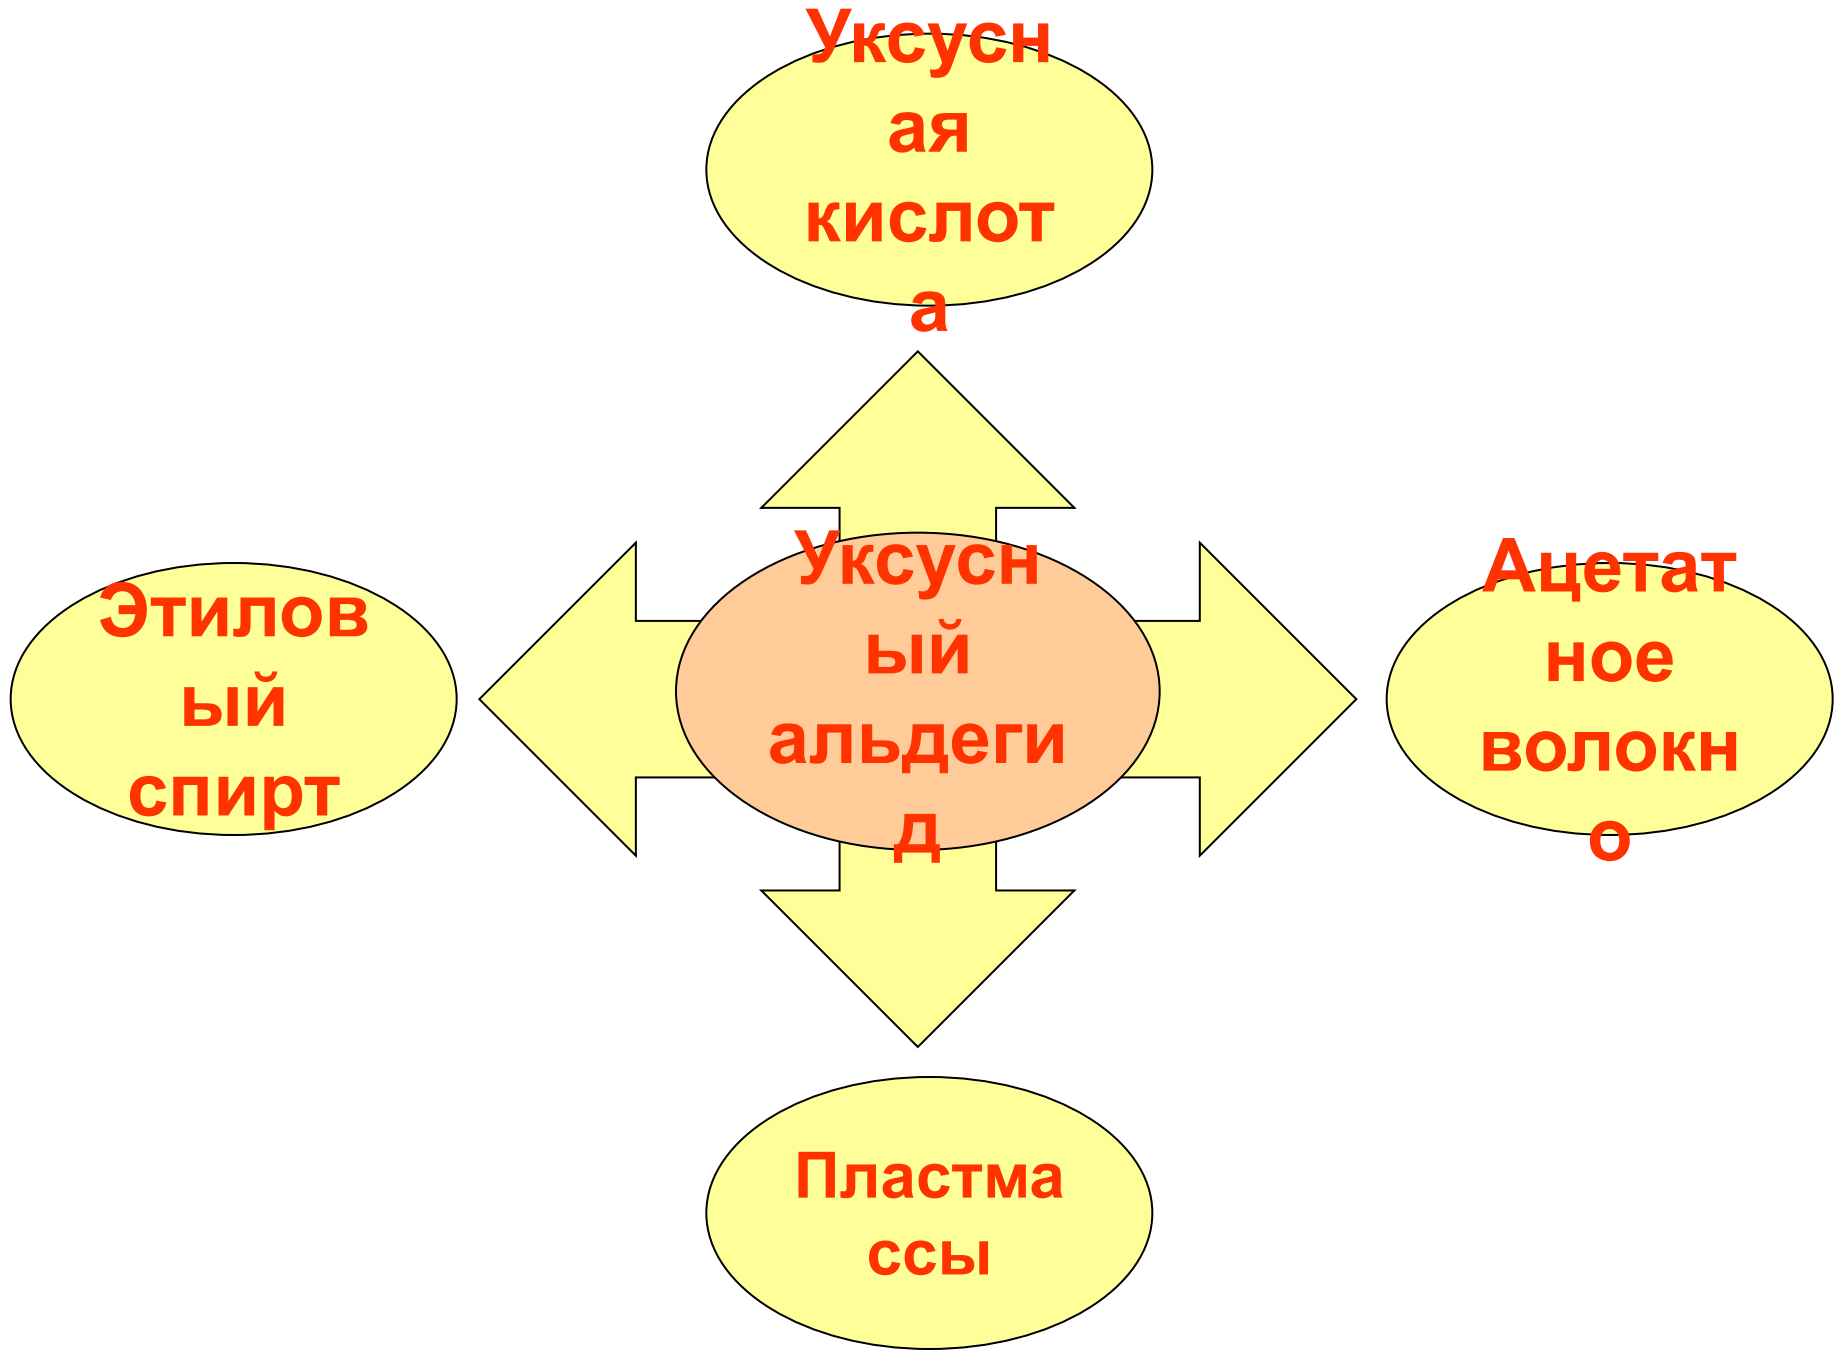 Уксусн
ая
кислот
а
Этилов
ый
спирт
Уксусн
ый
альдеги
д
Ацетат
ное
волокн
о
Пластма
ссы